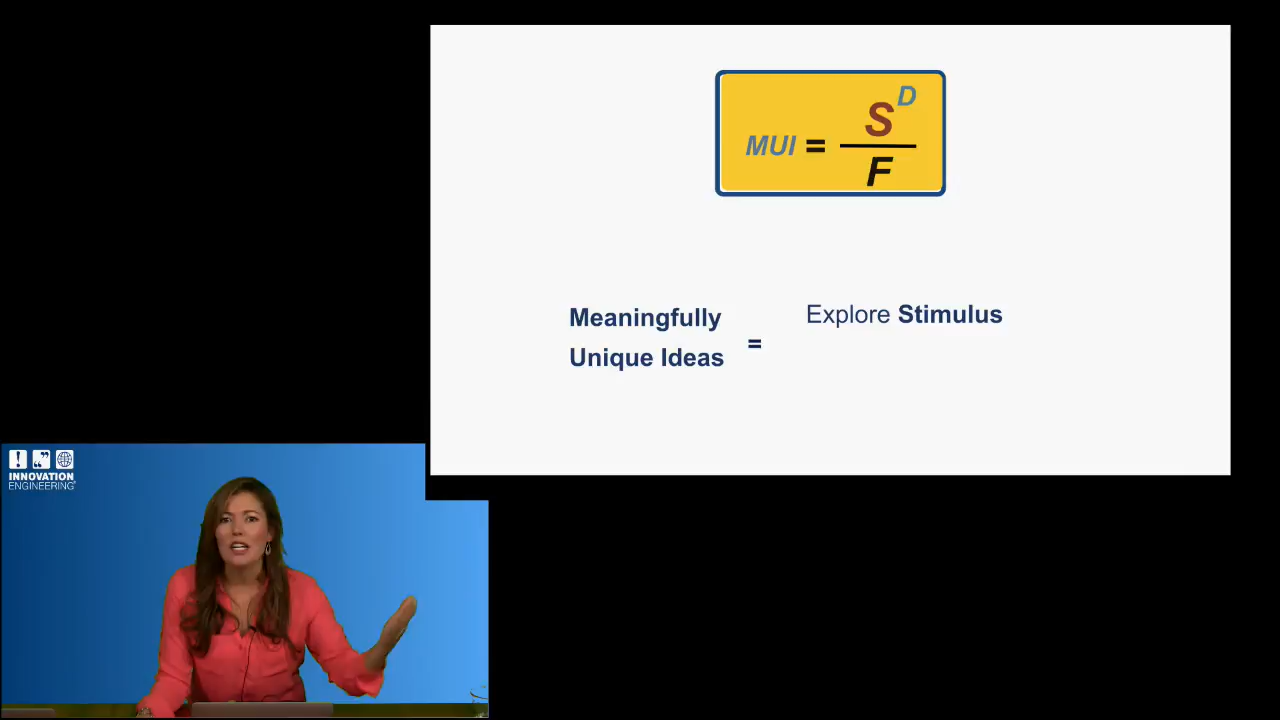 MUI = S^D / F
Meaningfully
Unique Ideas
=
Explore Stimulus
INNOVATION
ENGINEERING